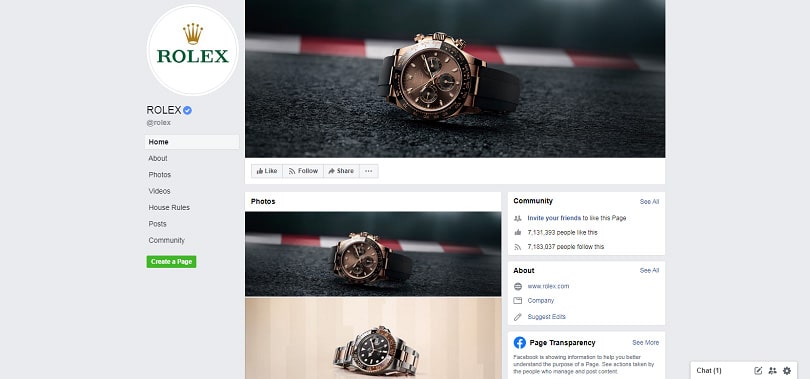 ROLEX
ROLEX
@rolex
Home
About
Photos
Videos
House Rules
Posts
Community
Create a Page
Like
Follow
Share
Photos
Community
See All
Invite your friends to like this Page
7,131,393 people like this
7,183,037 people follow this
About
See All
www.rolex.com
Company
Suggest Edits
Page Transparency
See More
Facebook is showing information to help you better
understand the purpose of a Page. See actions taken by
the people who manage and post content.
Chat (1)